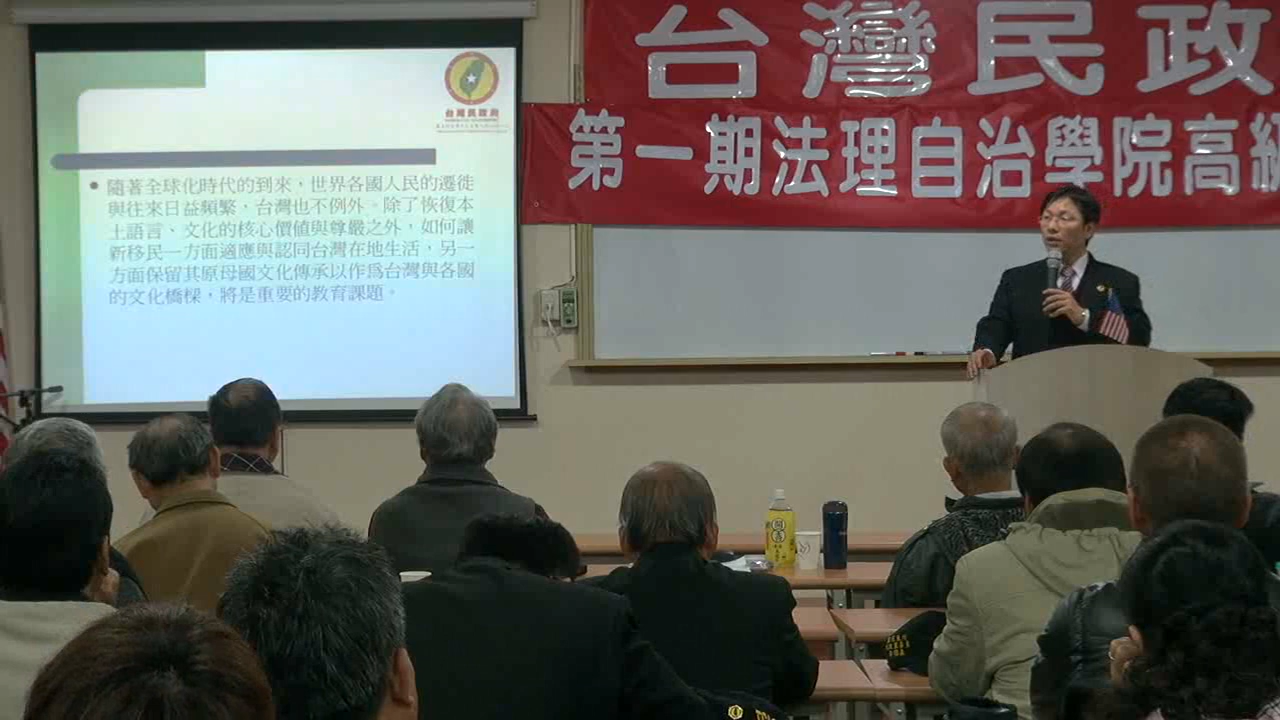 台灣民政
第一期法理自治學院高級
台灣民政府
隨著全球化時代的到來，世界各國人民的遷徙
與往來日益頻繁，台灣也不例外。除了恢復本
土語言、文化的核心價值與尊嚴之外，如何讓
新移民一方面適應與認同台灣在地生活，另一
方面保留其原母國文化傳承以作為台灣與各國
的文化橋樑，將是重要的教育課題。